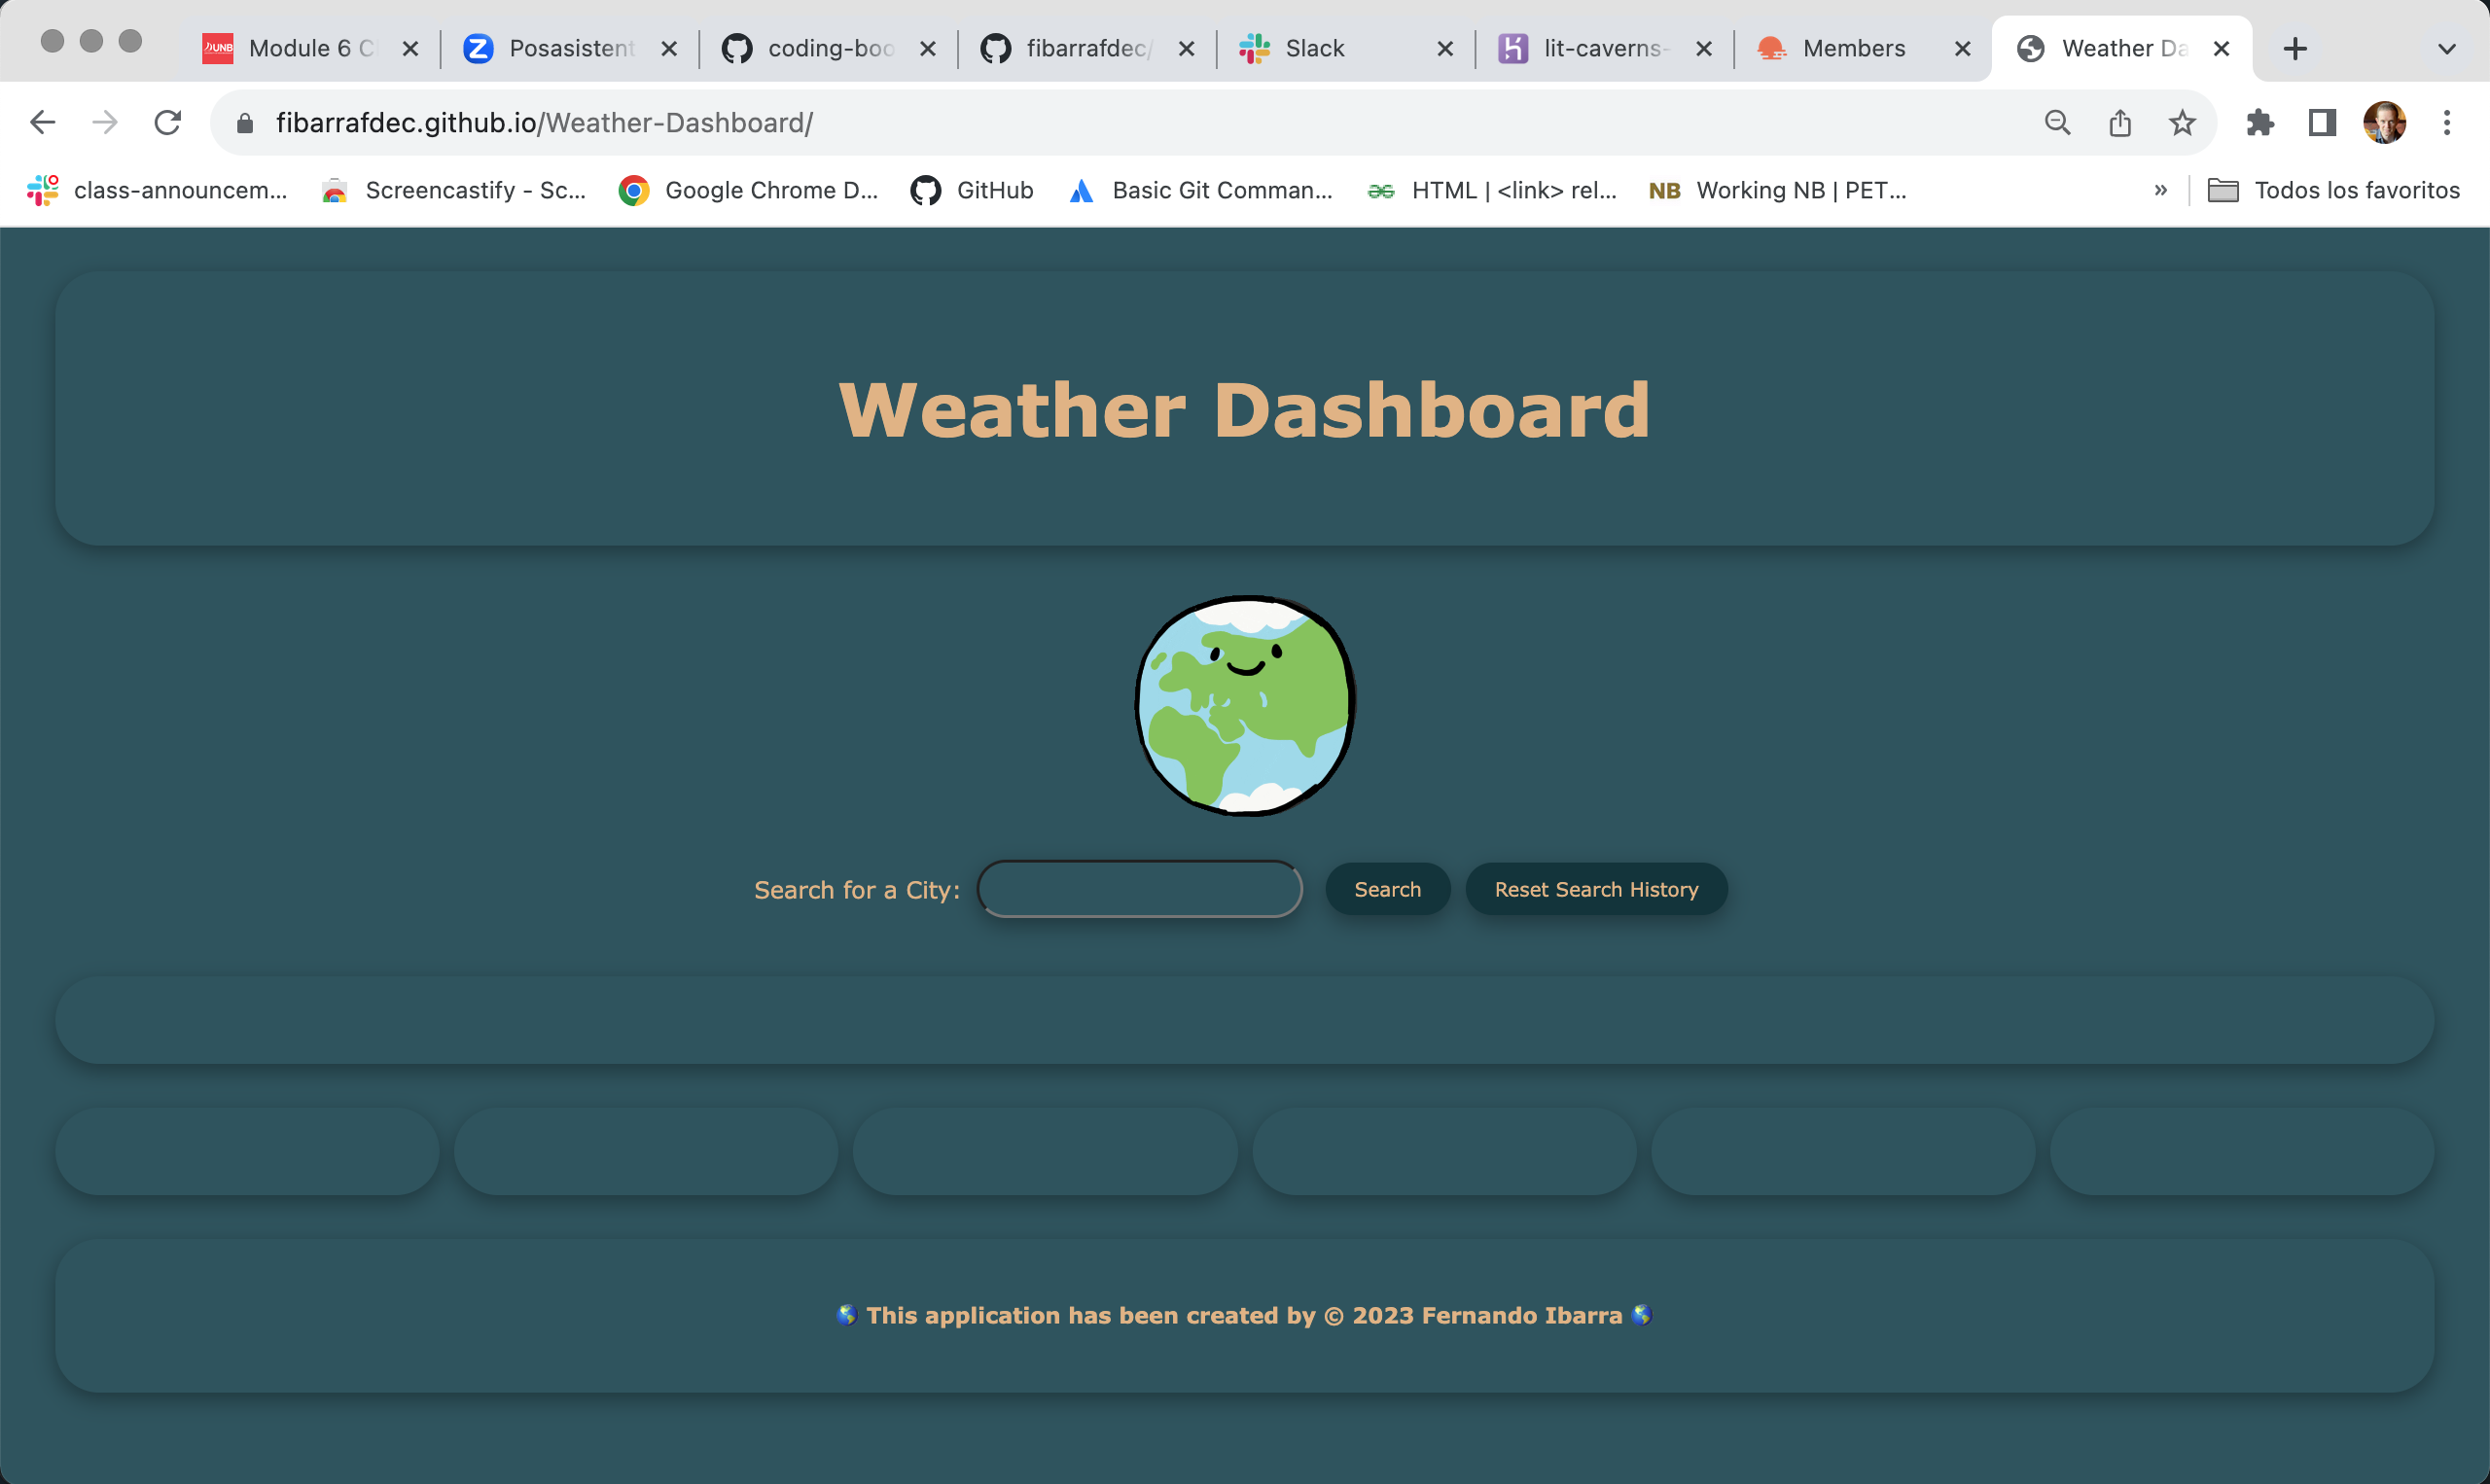 UNB Module 6 C Posasistent coding-boo fibarrafdec/ Slack lit-caverns- Members Weather Da
fibarrafdec.github.io/Weather-Dashboard/
class-announcem... Screencastify - Sc... Google Chrome D... GitHub Basic Git Comman... HTML | <link> rel... NB Working NB | PET... » Todos los favoritos
Weather Dashboard
Search for a City: Search Reset Search History
🌎 This application has been created by © 2023 Fernando Ibarra 🌎